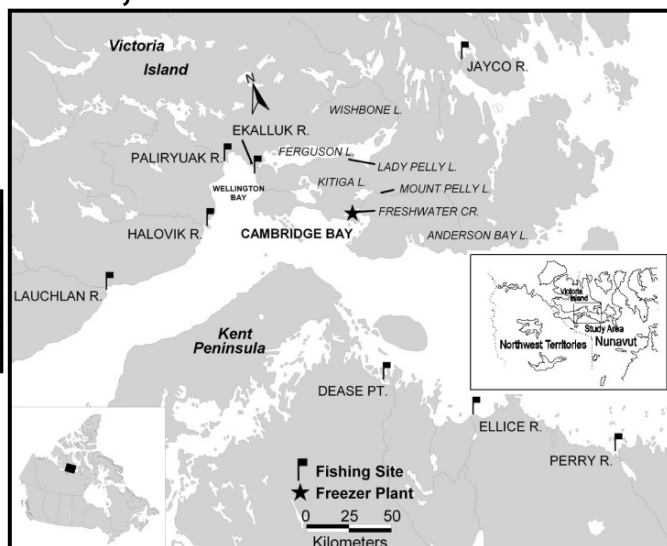 Victoria
Island
JAYCO R.
N
WISHBONE L.
EKALLUK R.
PALIRYUAK R.
FERGUSON L.
LADY PELLY L.
KITIGA L.
MOUNT PELLY L.
WELLINGTON
BAY
FRESHWATER CR.
HALOVIK R.
CAMBRIDGE BAY
ANDERSON BAY L.
LAUCHLAN R.
Victoria
Island
Study Area
Northwest Territories
Nunavut
Kent
Peninsula
DEASE PT.
ELLICE R.
PERRY R.
Fishing Site
Freezer Plant
0 25 50
Kilometers